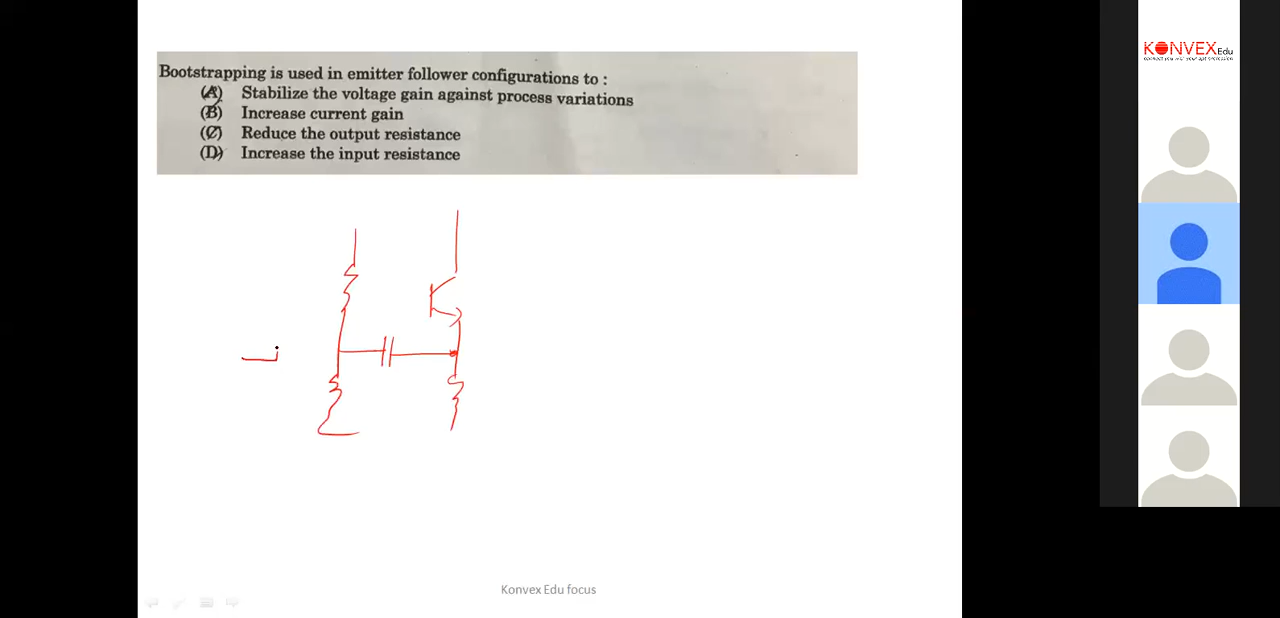 KONVEX Edu
Bootstrapping is used in emitter follower configurations to :
(A) Stabilize the voltage gain against process variations
(B) Increase current gain
(C) Reduce the output resistance
(D) Increase the input resistance
Konvex Edu focus